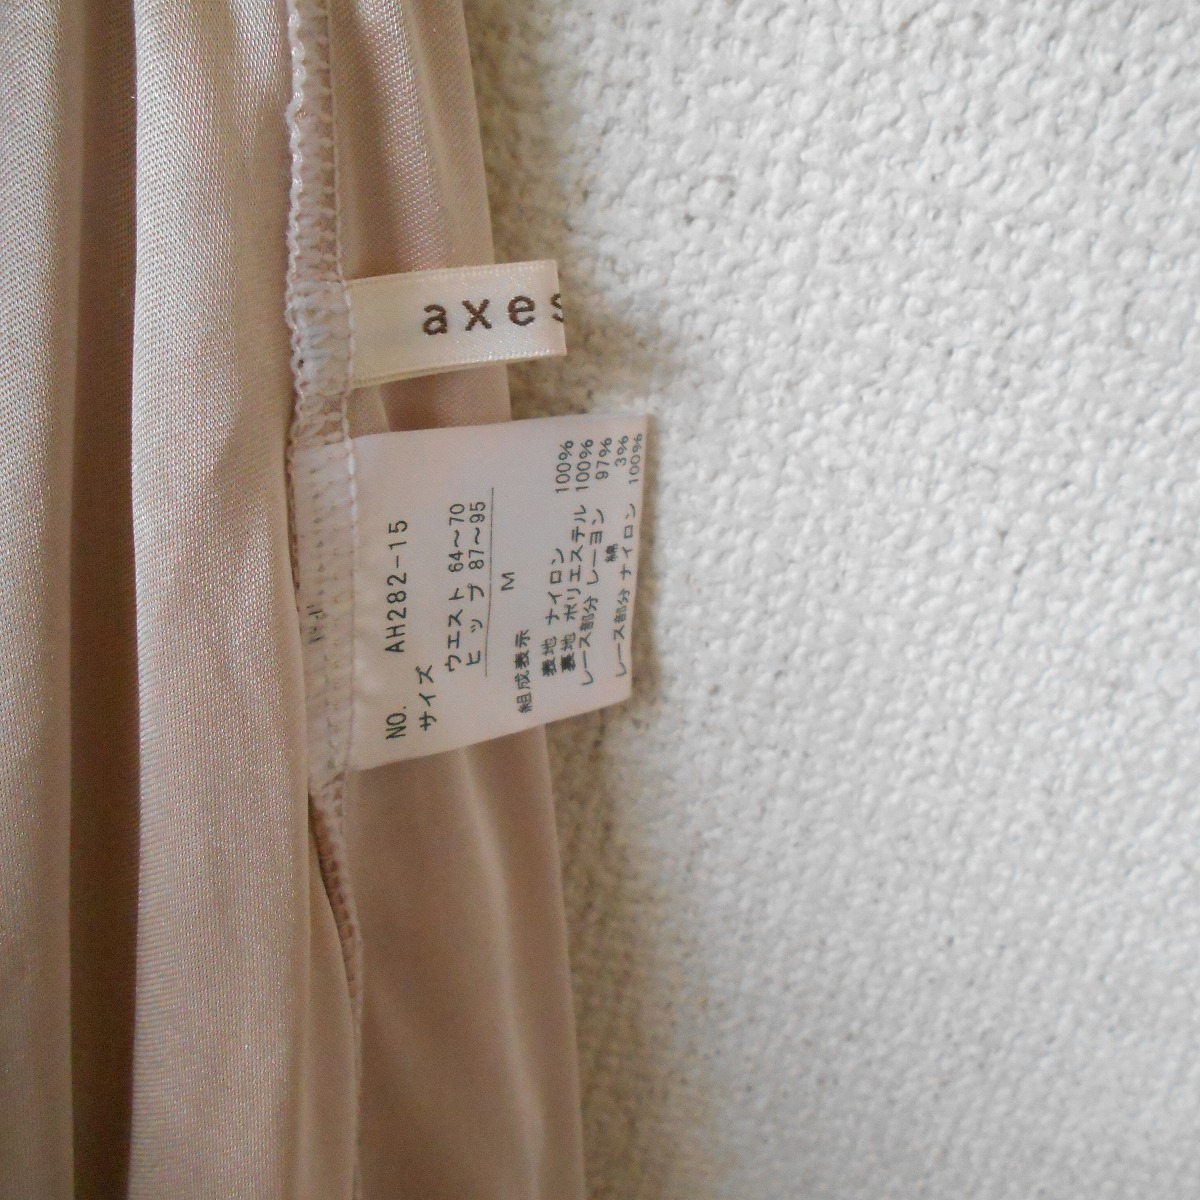 axes
NO. AH282-15
サイズ
ウエスト 64〜70
ヒップ 87〜95
M
組成表示
表地 ナイロン 100%
裏地 ポリエステル 100%
レース部分 レーヨン 97%
綿 3%
レース部分 ナイロン 100%